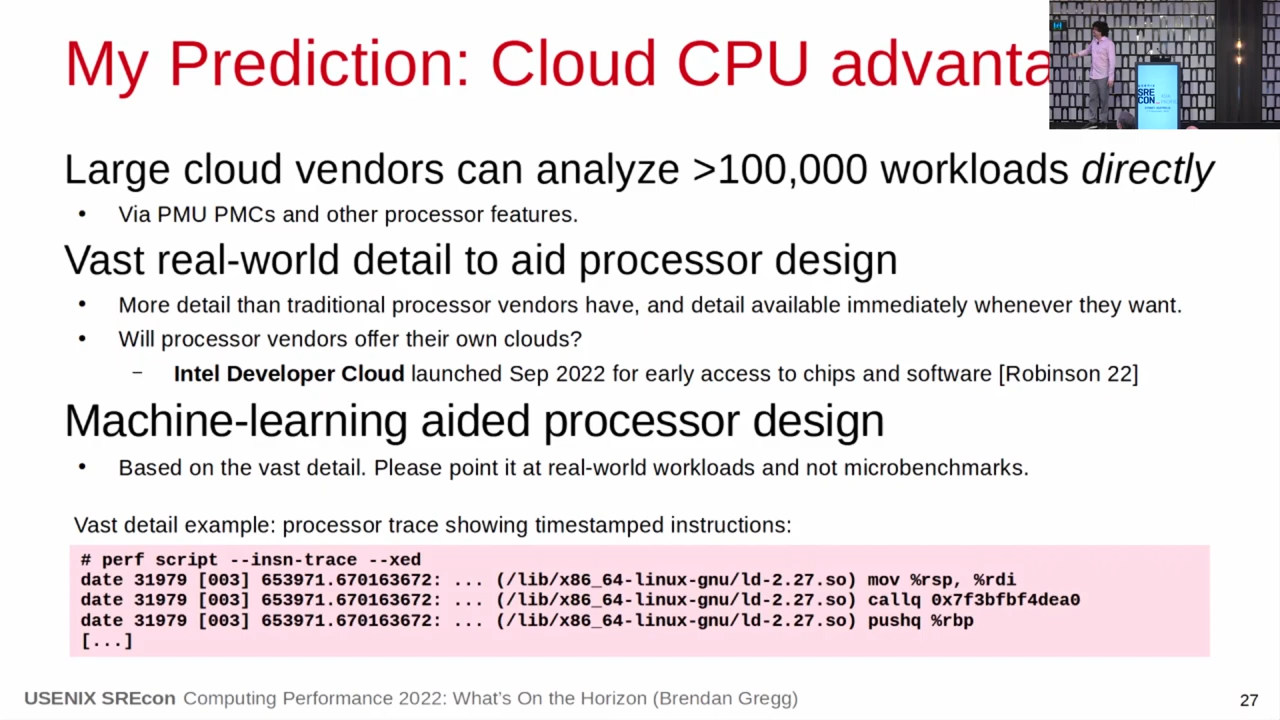 My Prediction: Cloud CPU advanta
Large cloud vendors can analyze >100,000 workloads directly
• Via PMU PMCs and other processor features.
Vast real-world detail to aid processor design
• More detail than traditional processor vendors have, and detail available immediately whenever they want.
• Will processor vendors offer their own clouds?
– Intel Developer Cloud launched Sep 2022 for early access to chips and software [Robinson 22]
Machine-learning aided processor design
• Based on the vast detail. Please point it at real-world workloads and not microbenchmarks.
Vast detail example: processor trace showing timestamped instructions:
# perf script --insn-trace --xed
date 31979 [003] 653971.670163672: ... (/lib/x86_64-linux-gnu/ld-2.27.so) mov %rsp, %rdi
date 31979 [003] 653971.670163672: ... (/lib/x86_64-linux-gnu/ld-2.27.so) callq 0x7f3bfbf4dea0
date 31979 [003] 653971.670163672: ... (/lib/x86_64-linux-gnu/ld-2.27.so) pushq %rbp
[...]
USENIX SREcon Computing Performance 2022: What's On the Horizon (Brendan Gregg)
27
SRE
CON